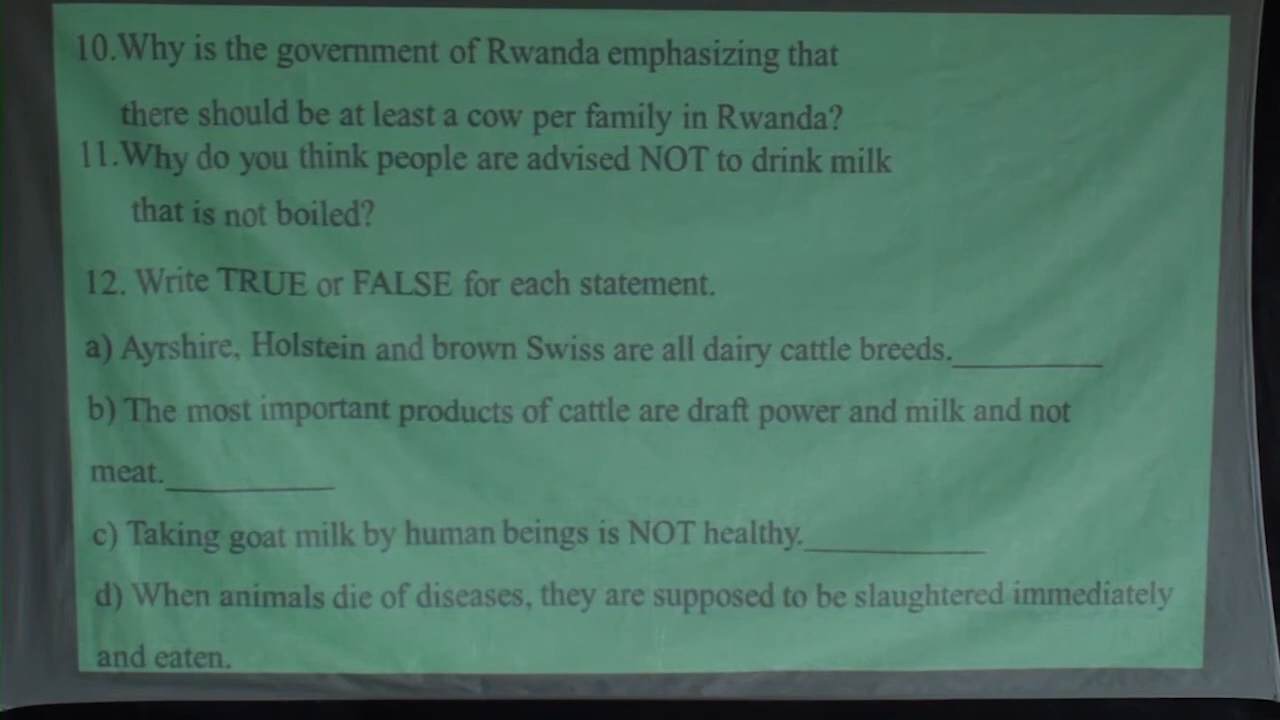 10.Why is the government of Rwanda emphasizing that
there should be at least a cow per family in Rwanda?
11.Why do you think people are advised NOT to drink milk
that is not boiled?
12. Write TRUE or FALSE for each statement.
a) Ayrshire, Holstein and brown Swiss are all dairy cattle breeds.__________
b) The most important products of cattle are draft power and milk and not
meat.___________
c) Taking goat milk by human beings is NOT healthy.____________
d) When animals die of diseases, they are supposed to be slaughtered immediately
and eaten.